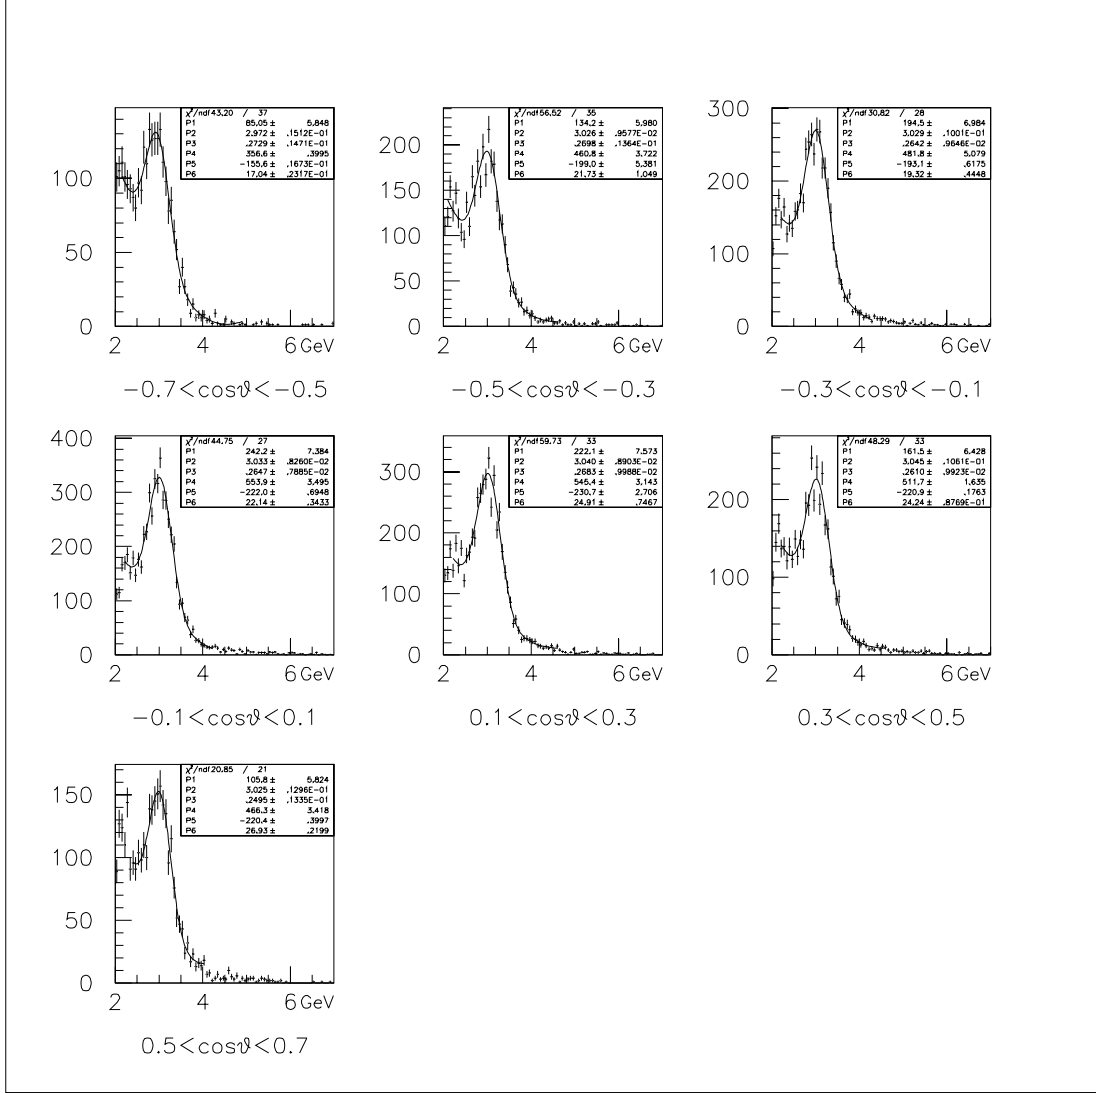 χ²/ndf 43.20 / 37
P1 85.05 ± 5.848
P2 2.972 ± .1512E-01
P3 .2729 ± .1471E-01
P4 356.6 ± .3995
P5 -155.6 ± .1673E-01
P6 17.04 ± .2317E-01
100
50
0
2 4 6 GeV
-0.7<cosϑ<-0.5
χ²/ndf 56.52 / 35
P1 134.2 ± 5.980
P2 3.026 ± .9577E-02
P3 .2698 ± .1364E-01
P4 460.8 ± 3.722
P5 -199.0 ± 5.381
P6 21.73 ± 1.049
200
150
100
50
0
2 4 6 GeV
-0.5<cosϑ<-0.3
χ²/ndf 30.82 / 28
P1 194.5 ± 6.984
P2 3.029 ± .1001E-01
P3 .2642 ± .9646E-02
P4 481.8 ± 5.079
P5 -193.1 ± .6175
P6 19.32 ± .4448
300
200
100
0
2 4 6 GeV
-0.3<cosϑ<-0.1
χ²/ndf 44.75 / 27
P1 242.2 ± 7.384
P2 3.033 ± .8260E-02
P3 .2647 ± .7885E-02
P4 553.9 ± 3.495
P5 -222.0 ± .6948
P6 22.14 ± .3433
400
300
200
100
0
2 4 6 GeV
-0.1<cosϑ<0.1
χ²/ndf 59.73 / 33
P1 222.1 ± 7.573
P2 3.040 ± .8903E-02
P3 .2683 ± .9988E-02
P4 545.4 ± 3.143
P5 -230.7 ± 2.706
P6 24.91 ± .7467
300
200
100
0
2 4 6 GeV
0.1<cosϑ<0.3
χ²/ndf 48.29 / 33
P1 161.5 ± 6.428
P2 3.045 ± .1061E-01
P3 .2610 ± .9923E-02
P4 511.7 ± 1.635
P5 -220.9 ± .1763
P6 24.24 ± .8769E-01
200
100
0
2 4 6 GeV
0.3<cosϑ<0.5
χ²/ndf 20.85 / 21
P1 105.8 ± 5.824
P2 3.025 ± .1296E-01
P3 .2495 ± .1335E-01
P4 466.3 ± 3.418
P5 -220.4 ± .3997
P6 26.93 ± .2199
150
100
50
0
2 4 6 GeV
0.5<cosϑ<0.7